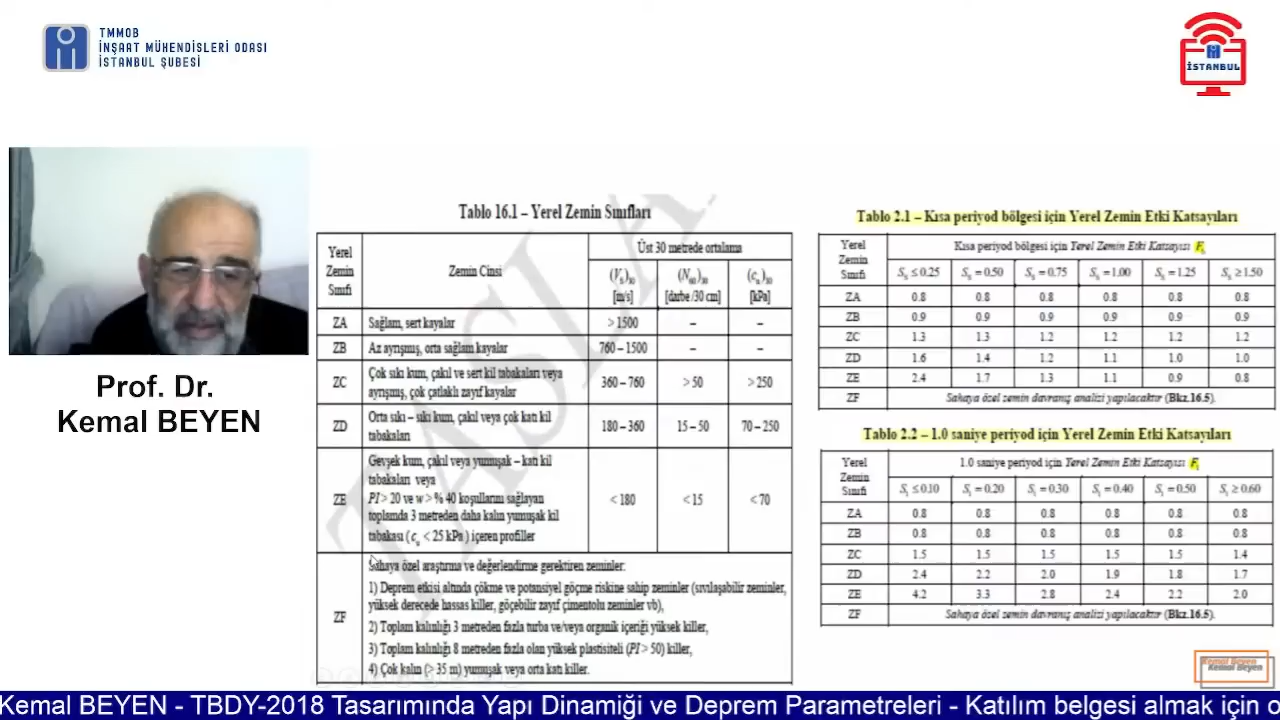 TMMOB
İNŞAAT MÜHENDİSLERİ ODASI
İSTANBUL ŞUBESİ
İSTANBUL
Prof. Dr.
Kemal BEYEN
TASLA
Tablo 16.1 – Yerel Zemin Sınıfları
Yerel Zemin Sınıfı
Zemin Cinsi
Üst 30 metrede ortalama
(Vs)30 [m/s]
(N60)30 [darbe /30 cm]
(cu)30 [kPa]
ZA Sağlam, sert kayalar > 1500 – –
ZB Az ayrışmış, orta sağlam kayalar 760 – 1500 – –
ZC Çok sıkı kum, çakıl ve sert kil tabakaları veya
ayrışmış, çok çatlaklı zayıf kayalar 360 – 760 > 50 > 250
ZD Orta sıkı – sıkı kum, çakıl veya çok katı kil
tabakaları 180 – 360 15 – 50 70 – 250
ZE Gevşek kum, çakıl veya yumuşak – katı kil
tabakaları veya
PI > 20 ve w > % 40 koşullarını sağlayan
toplamda 3 metreden daha kalın yumuşak kil
tabakası (cu < 25 kPa) içeren profiller < 180 < 15 < 70
ZF Sahaya özel araştırma ve değerlendirme gerektiren zeminler:
1) Deprem etkisi altında çökme ve potansiyel göçme riskine sahip zeminler (sıvılaşabilir zeminler,
yüksek derecede hassas killer, göçebilir zayıf çimentolu zeminler vb),
2) Toplam kalınlığı 3 metreden fazla turba ve/veya organik içeriği yüksek killer,
3) Toplam kalınlığı 8 metreden fazla olan yüksek plastisiteli (PI > 50) killer,
4) Çok kalın (> 35 m) yumuşak veya orta katı killer.
Tablo 2.1 – Kısa periyod bölgesi için Yerel Zemin Etki Katsayıları
Yerel Zemin Sınıfı
Kısa periyod bölgesi için Yerel Zemin Etki Katsayısı Fs
Ss ≤ 0.25 Ss = 0.50 Ss = 0.75 Ss = 1.00 Ss = 1.25 Ss ≥ 1.50
ZA 0.8 0.8 0.8 0.8 0.8 0.8
ZB 0.9 0.9 0.9 0.9 0.9 0.9
ZC 1.3 1.3 1.2 1.2 1.2 1.2
ZD 1.6 1.4 1.2 1.1 1.0 1.0
ZE 2.4 1.7 1.3 1.1 0.9 0.8
ZF Sahaya özel zemin davranış analizi yapılacaktır (Bkz.16.5).
Tablo 2.2 – 1.0 saniye periyod için Yerel Zemin Etki Katsayıları
Yerel Zemin Sınıfı
1.0 saniye periyod için Yerel Zemin Etki Katsayısı F1
S1 ≤ 0.10 S1 = 0.20 S1 = 0.30 S1 = 0.40 S1 = 0.50 S1 ≥ 0.60
ZA 0.8 0.8 0.8 0.8 0.8 0.8
ZB 0.8 0.8 0.8 0.8 0.8 0.8
ZC 1.5 1.5 1.5 1.5 1.5 1.4
ZD 2.4 2.2 2.0 1.9 1.8 1.7
ZE 4.2 3.3 2.8 2.4 2.2 2.0
ZF Sahaya özel zemin davranış analizi yapılacaktır (Bkz.16.5).
Kemal Beyen
Kemal Beyen
Kemal BEYEN - TBDY-2018 Tasarımında Yapı Dinamiği ve Deprem Parametreleri - Katılım belgesi almak için